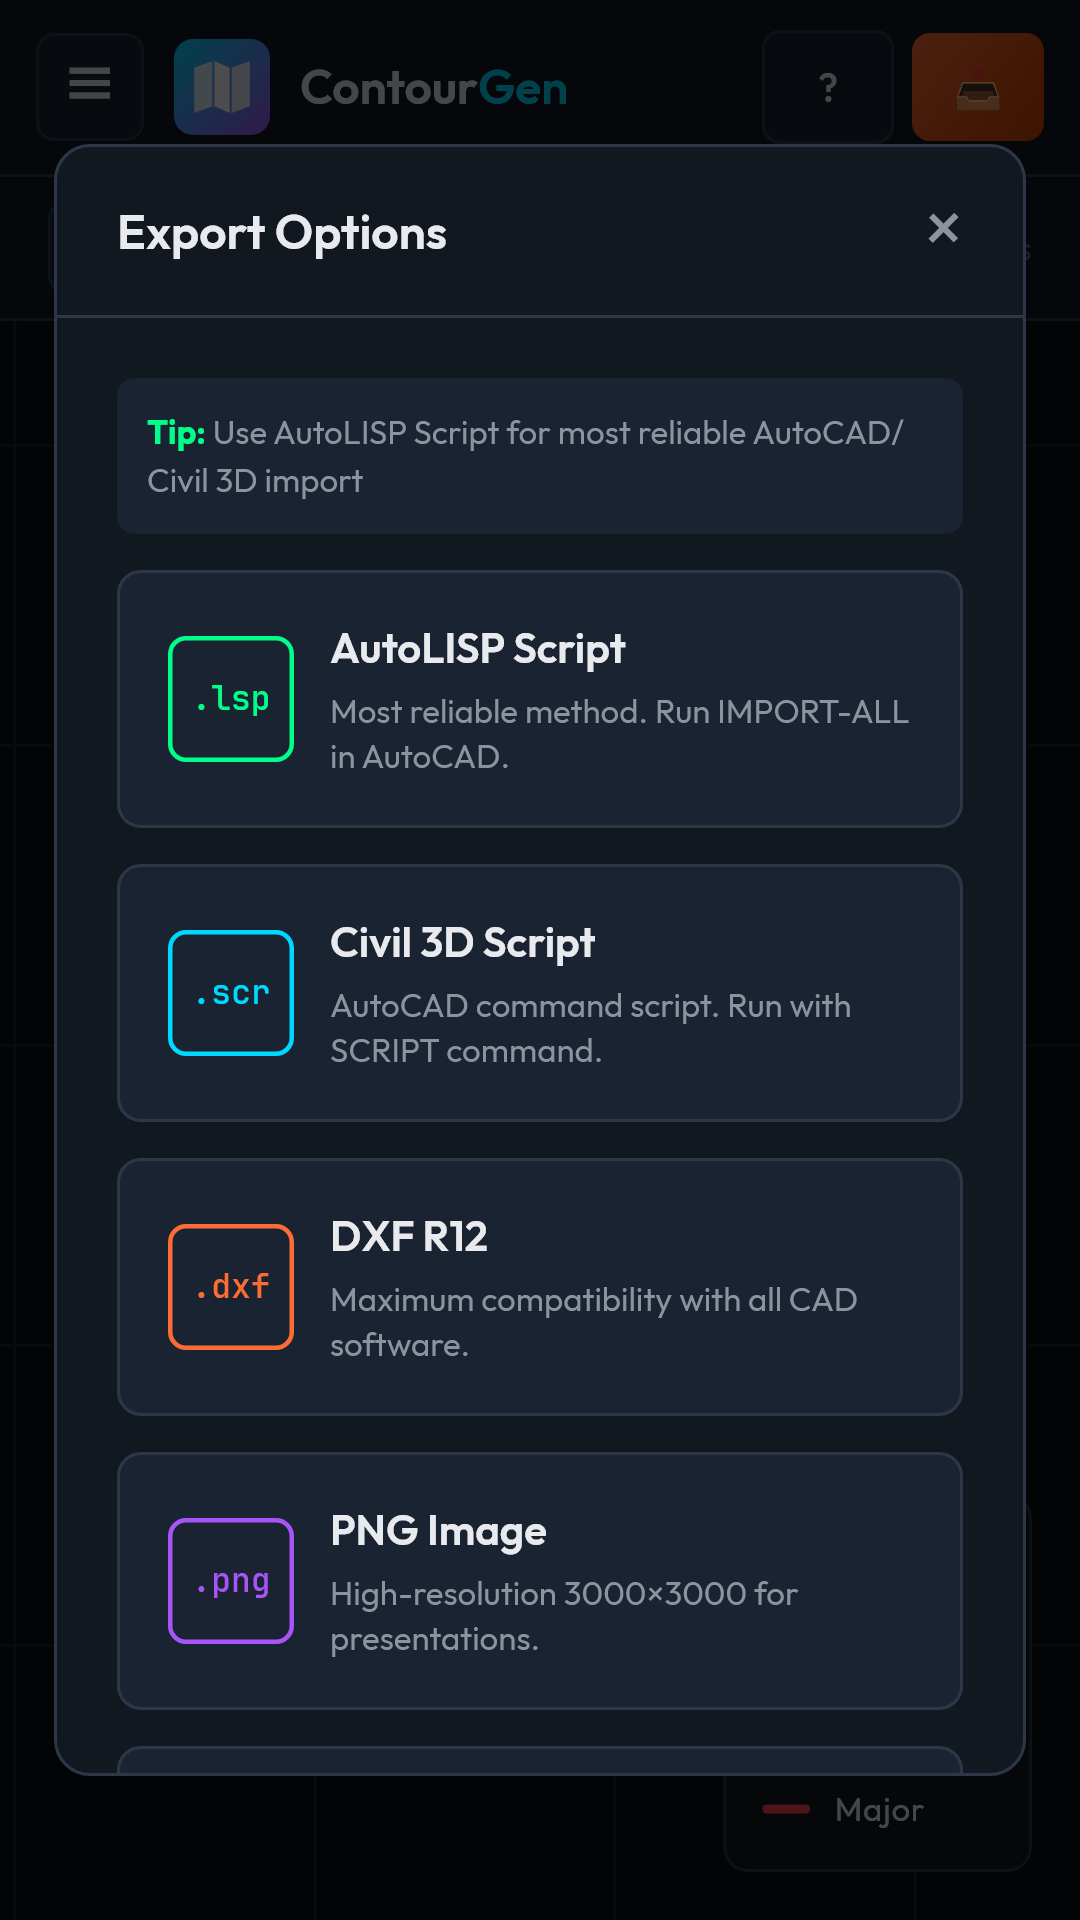 ContourGen
?
Export Options
Tip: Use AutoLISP Script for most reliable AutoCAD/
Civil 3D import
.lsp
AutoLISP Script
Most reliable method. Run IMPORT-ALL
in AutoCAD.
.scr
Civil 3D Script
AutoCAD command script. Run with
SCRIPT command.
.dxf
DXF R12
Maximum compatibility with all CAD
software.
.png
PNG Image
High-resolution 3000×3000 for
presentations.
Major